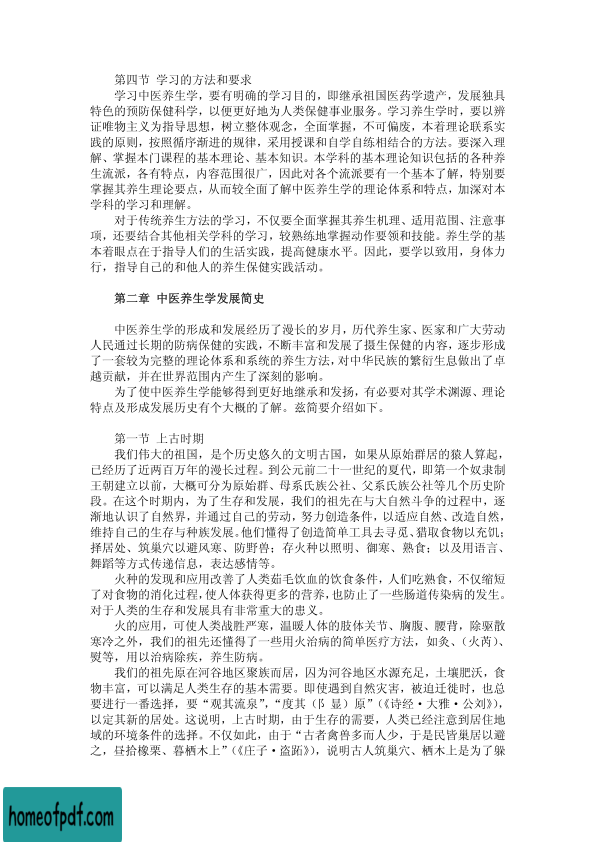 第四节 学习的方法和要求
学习中医养生学，要有明确的学习目的，即继承祖国医药学遗产，发展独具
特色的预防保健科学，以便更好地为人类保健事业服务。学习养生学时，要以辨
证唯物主义为指导思想，树立整体观念，全面掌握，不可偏废，本着理论联系实
践的原则，按照循序渐进的规律，采用授课和自学自练相结合的方法。要深入理
解、掌握本门课程的基本理论、基本知识。本学科的基本理论知识包括的各种养
生流派，各有特点，内容范围很广，因此对各个流派要有一个基本了解，特别要
掌握其养生理论要点，从而较全面了解中医养生学的理论体系和特点，加深对本
学科的学习和理解。
对于传统养生方法的学习，不仅要全面掌握其养生机理、适用范围、注意事
项，还要结合其他相关学科的学习，较熟练地掌握动作要领和技能。养生学的基
本着眼点在于指导人们的生活实践，提高健康水平。因此，要学以致用，身体力
行，指导自己的和他人的养生保健实践活动。
第二章 中医养生学发展简史
中医养生学的形成和发展经历了漫长的岁月，历代养生家、医家和广大劳动
人民通过长期的防病保健的实践，不断丰富和发展了摄生保健的内容，逐步形成
了一套较为完整的理论体系和系统的养生方法，对中华民族的繁衍生息做出了卓
越贡献，并在世界范围内产生了深刻的影响。
为了使中医养生学能够得到更好地继承和发扬，有必要对其学术渊源、理论
特点及形成发展历史有个大概的了解。兹简要介绍如下。
第一节 上古时期
我们伟大的祖国，是个历史悠久的文明古国，如果从原始群居的猿人算起，
已经历了近两百万年的漫长过程。到公元前二十一世纪的夏代，即第一个奴隶制
王朝建立以前，大概可分为原始群、母系氏族公社、父系氏族公社等几个历史阶
段。在这个时期内，为了生存和发展，我们的祖先在与大自然斗争的过程中，逐
渐地认识了自然界，并通过自己的劳动，努力创造条件，以适应自然、改造自然，
维持自己的生存与种族发展。他们懂得了创造简单工具去寻觅、猎取食物以充饥；
择居处、筑巢穴以避风寒、防野兽；存火种以照明、御寒、熟食；以及用语言、
舞蹈等方式传递信息，表达感情等。
火种的发现和应用改善了人类茹毛饮血的饮食条件，人们吃熟食，不仅缩短
了对食物的消化过程，使人体获得更多的营养，也防止了一些肠道传染病的发生。
对于人类的生存和发展具有非常重大的患义。
火的应用，可使人类战胜严寒，温暖人体的肢体关节、胸腹、腰背，除驱散
寒冷之外，我们的祖先还懂得了一些用火治病的简单医疗方法，如灸、（火芮）、
熨等，用以治病除疾，养生防病。
我们的祖先原在河谷地区聚族而居，因为河谷地区水源充足，土壤肥沃，食
物丰富，可以满足人类生存的基本需要。即使遇到自然灾害，被迫迁徙时，也总
要进行一番选择，要“观其流泉”，“度其（阝显）原”（《诗经·大雅·公刘》），
以定其新的居处。这说明，上古时期，由于生存的需要，人类已经注意到居住地
域的环境条件的选择。不仅如此，由于“古者禽兽多而人少，于是民皆巢居以避
之，昼拾橡栗、暮栖木上”（《庄子·盗跖》），说明古人筑巢穴、栖木上是为了躲
homeofpdf.com